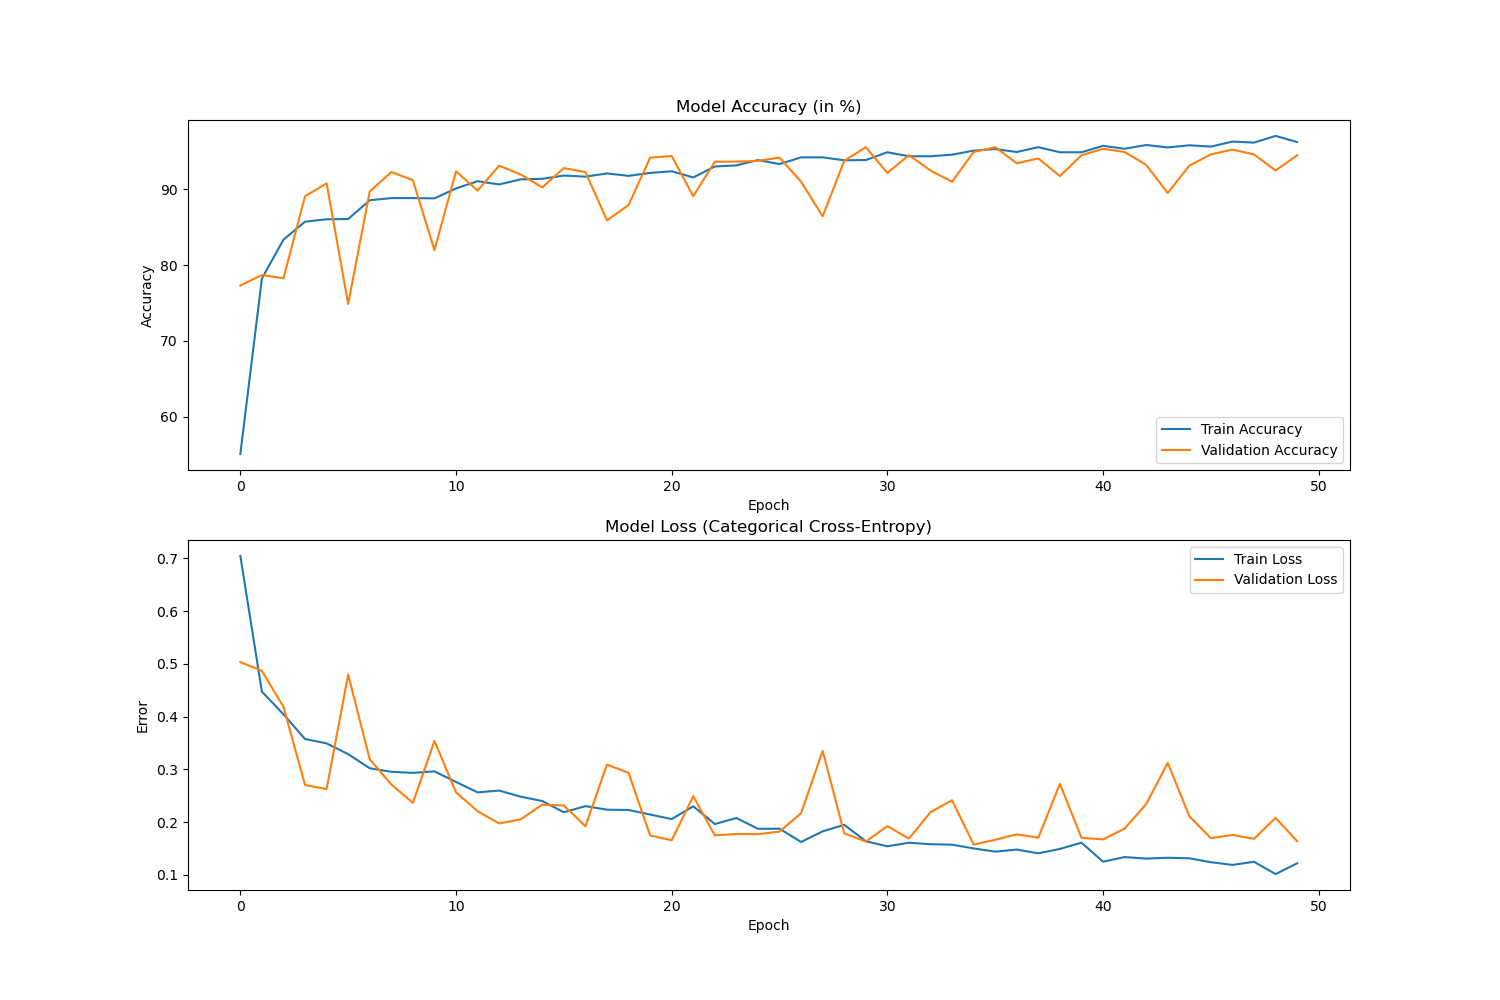 Model Accuracy (in %)
Accuracy
90
80
70
60
Train Accuracy
Validation Accuracy
0 10 20 30 40 50
Epoch
Model Loss (Categorical Cross-Entropy)
Error
0.7
0.6
0.5
0.4
0.3
0.2
0.1
Train Loss
Validation Loss
0 10 20 30 40 50
Epoch